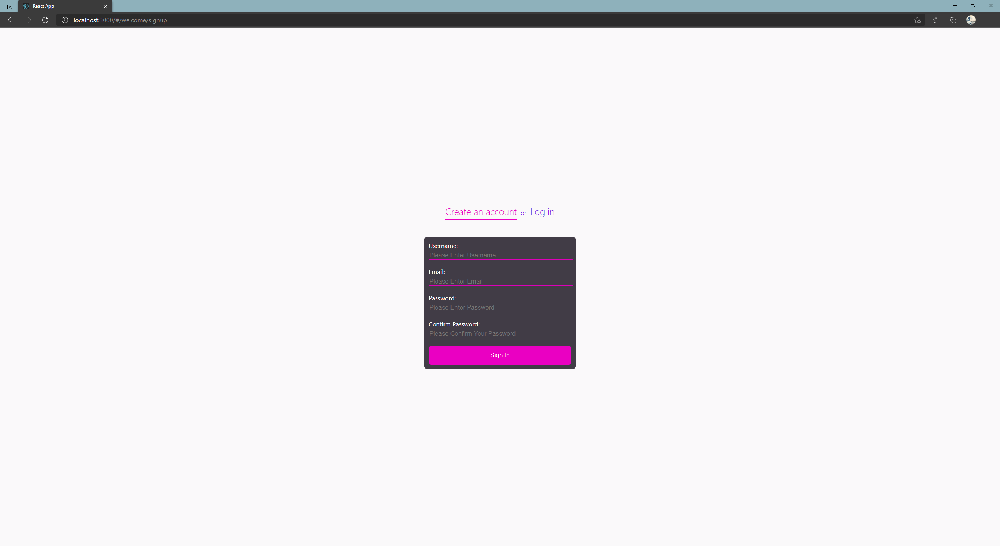 React App
localhost:3000/#/welcome/signup
Create an account or Log in
Username:
Please Enter Username
Email:
Please Enter Email
Password:
Please Enter Password
Confirm Password:
Please Confirm Your Password
Sign In